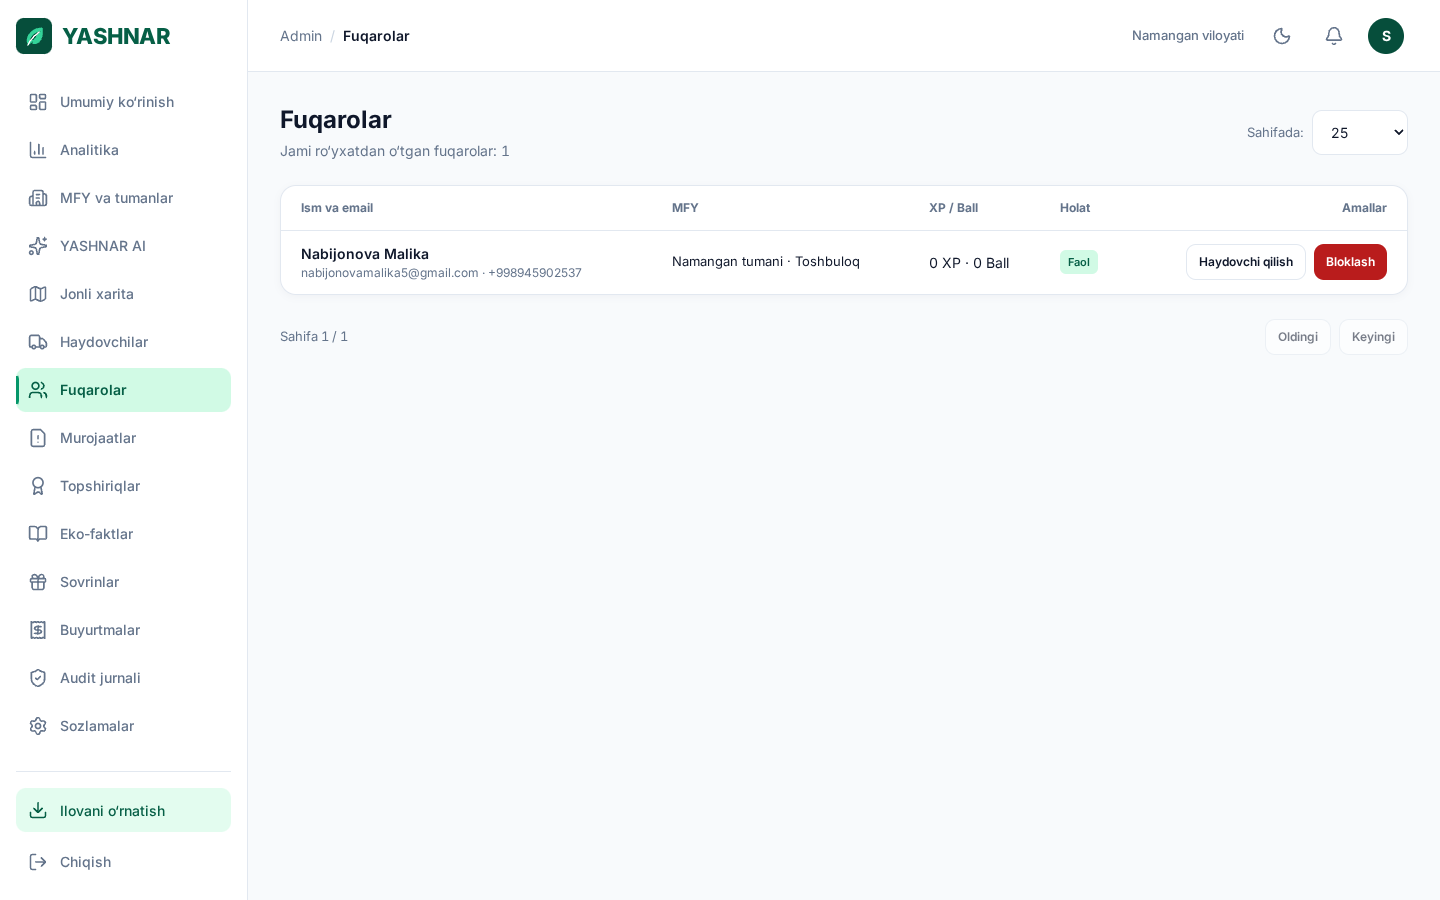 YASHNAR
Umumiy ko‘rinish
Analitika
MFY va tumanlar
YASHNAR AI
Jonli xarita
Haydovchilar
Fuqarolar
Murojaatlar
Topshiriqlar
Eko-faktlar
Sovrinlar
Buyurtmalar
Audit jurnali
Sozlamalar
Ilovani o‘rnatish
Chiqish
Admin / Fuqarolar
Namangan viloyati
S
Fuqarolar
Jami ro‘yxatdan o‘tgan fuqarolar: 1
Sahifada: 25
Ism va email MFY XP / Ball Holat Amallar
Nabijonova Malika
nabijonovamalika5@gmail.com · +998945902537
Namangan tumani · Toshbuloq
0 XP · 0 Ball
Faol
Haydovchi qilish Bloklash
Sahifa 1 / 1
Oldingi Keyingi